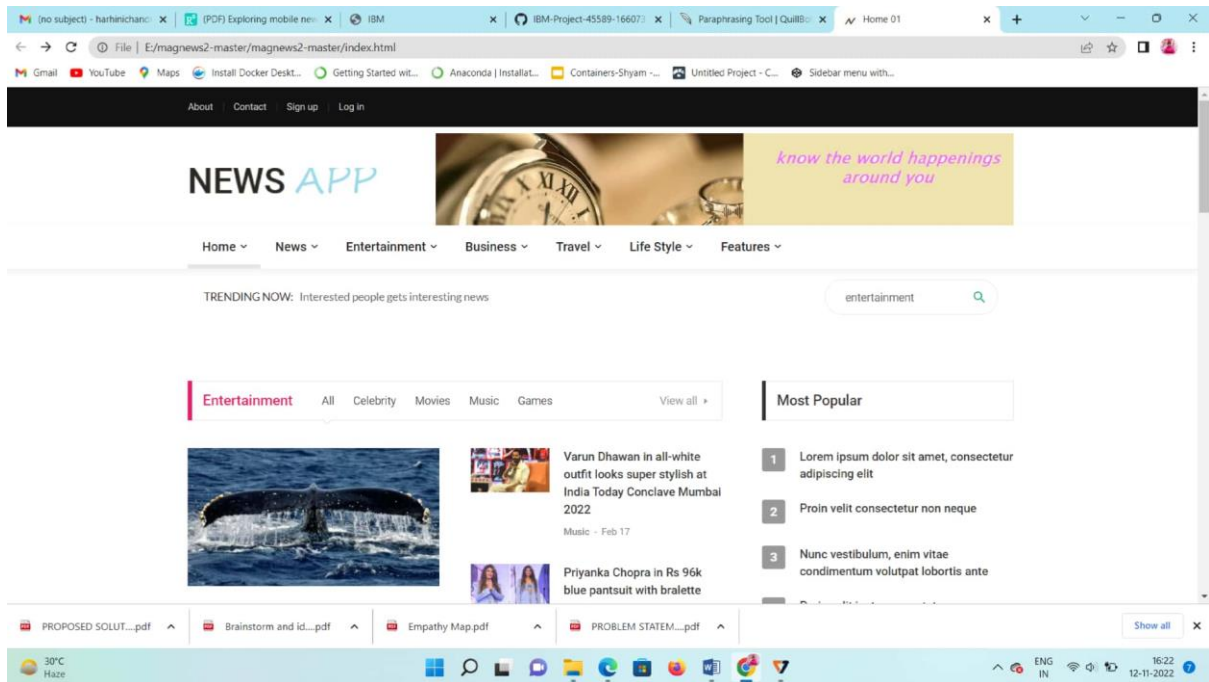 (no subject) - harhinichanc
(PDF) Exploring mobile new
IBM
IBM-Project-45589-16607
Paraphrasing Tool | QuillBo
Home 01
File | E:/magnews2-master/magnews2-master/index.html
Gmail YouTube Maps Install Docker Deskt... Getting Started wit... Anaconda | Installat... Containers-Shyam -... Untitled Project - C... Sidebar menu with...
About Contact Sign up Log in
NEWS APP
know the world happenings
around you
Home News Entertainment Business Travel Life Style Features
TRENDING NOW: Interested people gets interesting news
entertainment
Entertainment All Celebrity Movies Music Games View all
Most Popular
Varun Dhawan in all-white
outfit looks super stylish at
India Today Conclave Mumbai
2022
Music - Feb 17
Priyanka Chopra in Rs 96k
blue pantsuit with bralette
1 Lorem ipsum dolor sit amet, consectetur
adipiscing elit
2 Proin velit consectetur non neque
3 Nunc vestibulum, enim vitae
condimentum volutpat lobortis ante
PROPOSED SOLUT....pdf Brainstorm and id....pdf Empathy Map.pdf PROBLEM STATEM....pdf Show all
30°C
Haze
ENG
IN
16:22
12-11-2022
7